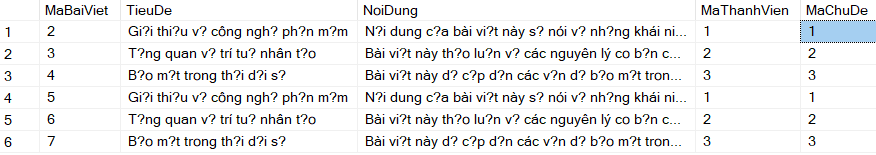 MaBaiViet TieuDe NoiDung MaThanhVien MaChuDe
1 2 Gi?i thi?u v? công ngh? ph?n m?m N?i dung c?a bài vi?t này s? nói v? nh?ng khái ni... 1 1
2 3 T?ng quan v? trí tu? nhân t?o Bài vi?t này th?o lu?n v? các nguyên lý co b?n c... 2 2
3 4 B?o m?t trong th?i d?i s? Bài vi?t này d? c?p d?n các v?n d? b?o m?t tron... 3 3
4 5 Gi?i thi?u v? công ngh? ph?n m?m N?i dung c?a bài vi?t này s? nói v? nh?ng khái ni... 1 1
5 6 T?ng quan v? trí tu? nhân t?o Bài vi?t này th?o lu?n v? các nguyên lý co b?n c... 2 2
6 7 B?o m?t trong th?i d?i s? Bài vi?t này d? c?p d?n các v?n d? b?o m?t tron... 3 3